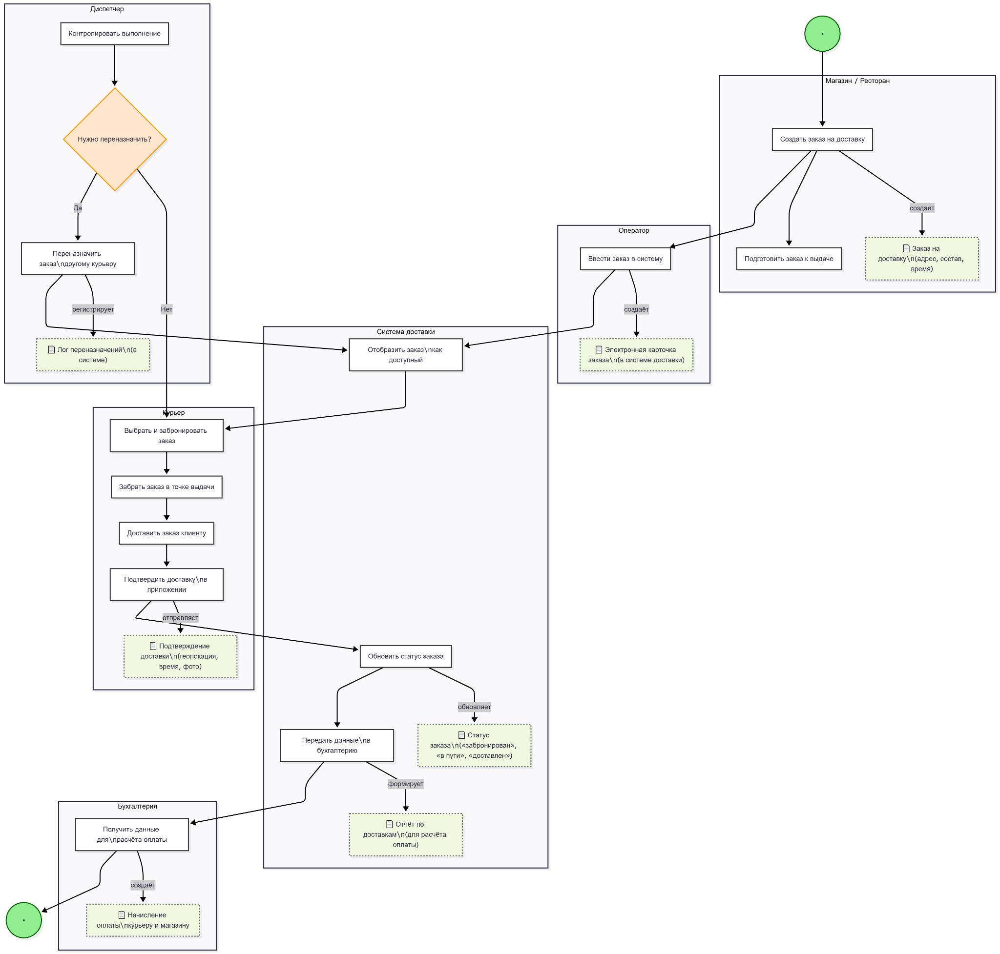 Диспетчер
Контролировать выполнение
Нужно переназначить?
Да
Переназначить
заказ\nдругому курьеру
регистрирует
Нет
📄 Лог переназначений\n(в
системе)
Магазин / Ресторан
Создать заказ на доставку
создаёт
Подготовить заказ к выдаче
📄 Заказ на
доставку\n(адрес, состав,
время)
Оператор
Ввести заказ в систему
создаёт
📄 Электронная карточка
заказа\n(в системе доставки)
Система доставки
Отобразить заказ\nкак
доступный
Курьер
Выбрать и забронировать
заказ
Забрать заказ в точке выдачи
Доставить заказ клиенту
Подтвердить доставку\nв
приложении
отправляет
📄 Подтверждение
доставки\n(геолокация,
время, фото)
Обновить статус заказа
обновляет
Передать данные\nв
бухгалтерию
📄 Статус
заказа\n(«забронирован»,
«в пути», «доставлен»)
формирует
📄 Отчёт по
доставкам\n(для расчёта
оплаты)
Бухгалтерия
Получить данные
для\nрасчёта оплаты
создаёт
📄 Начисление
оплаты\nкурьеру и магазину